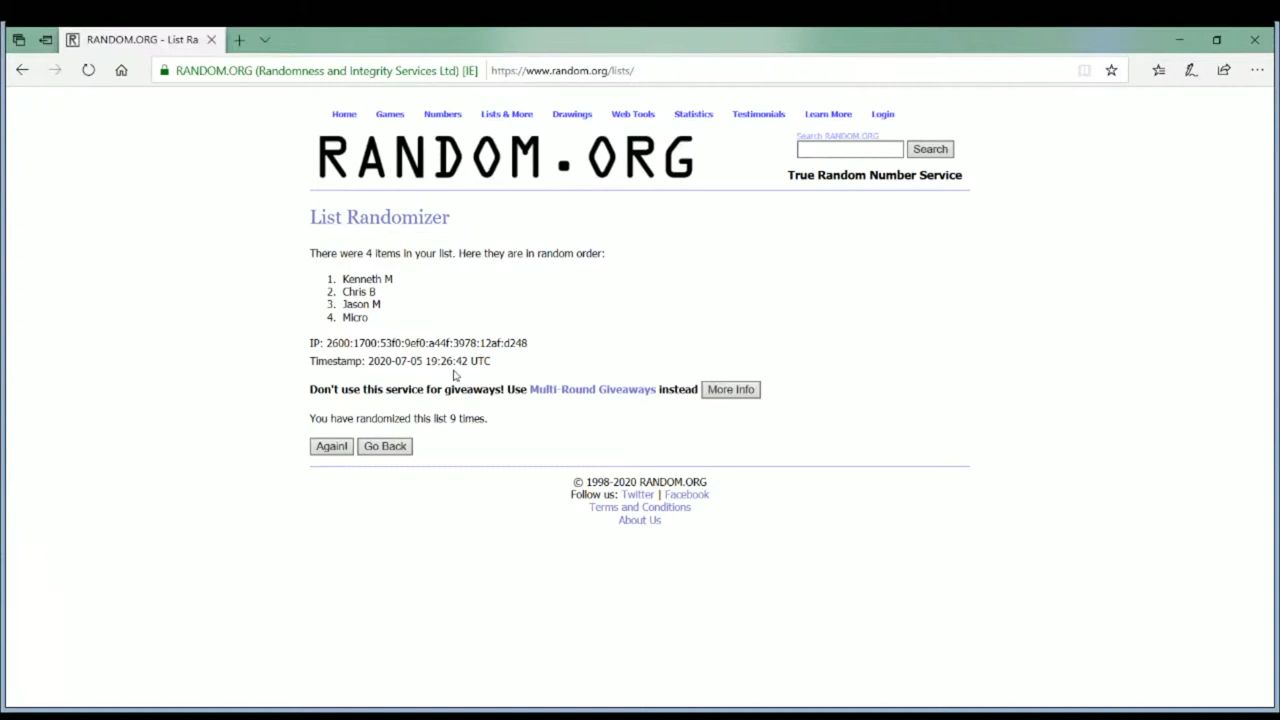 RANDOM.ORG - List Ra
RANDOM.ORG (Randomness and Integrity Services Ltd) [IE] https://www.random.org/lists/
Home Games Numbers Lists & More Drawings Web Tools Statistics Testimonials Learn More Login
Search RANDOM.ORG
RANDOM.ORG
Search
True Random Number Service
List Randomizer
There were 4 items in your list. Here they are in random order:
1. Kenneth M
2. Chris B
3. Jason M
4. Micro
IP: 2600:1700:53f0:9ef0:a44f:3978:12af:d248
Timestamp: 2020-07-05 19:26:42 UTC
Don't use this service for giveaways! Use Multi-Round Giveaways instead More Info
You have randomized this list 9 times.
Again! Go Back
© 1998-2020 RANDOM.ORG
Follow us: Twitter | Facebook
Terms and Conditions
About Us